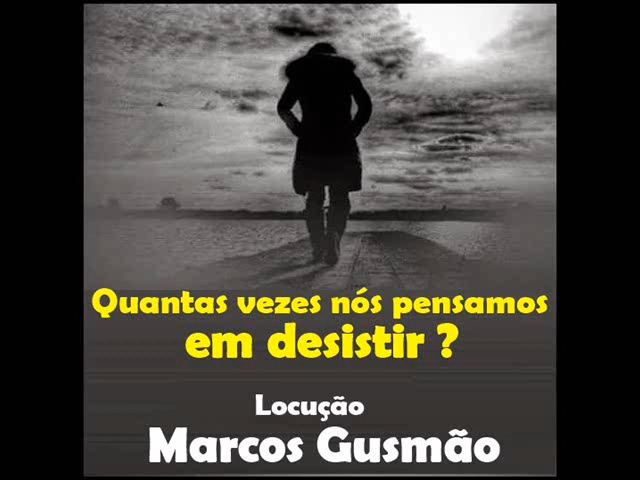 Quantas vezes nós pensamos
em desistir ?
Locução
Marcos Gusmão